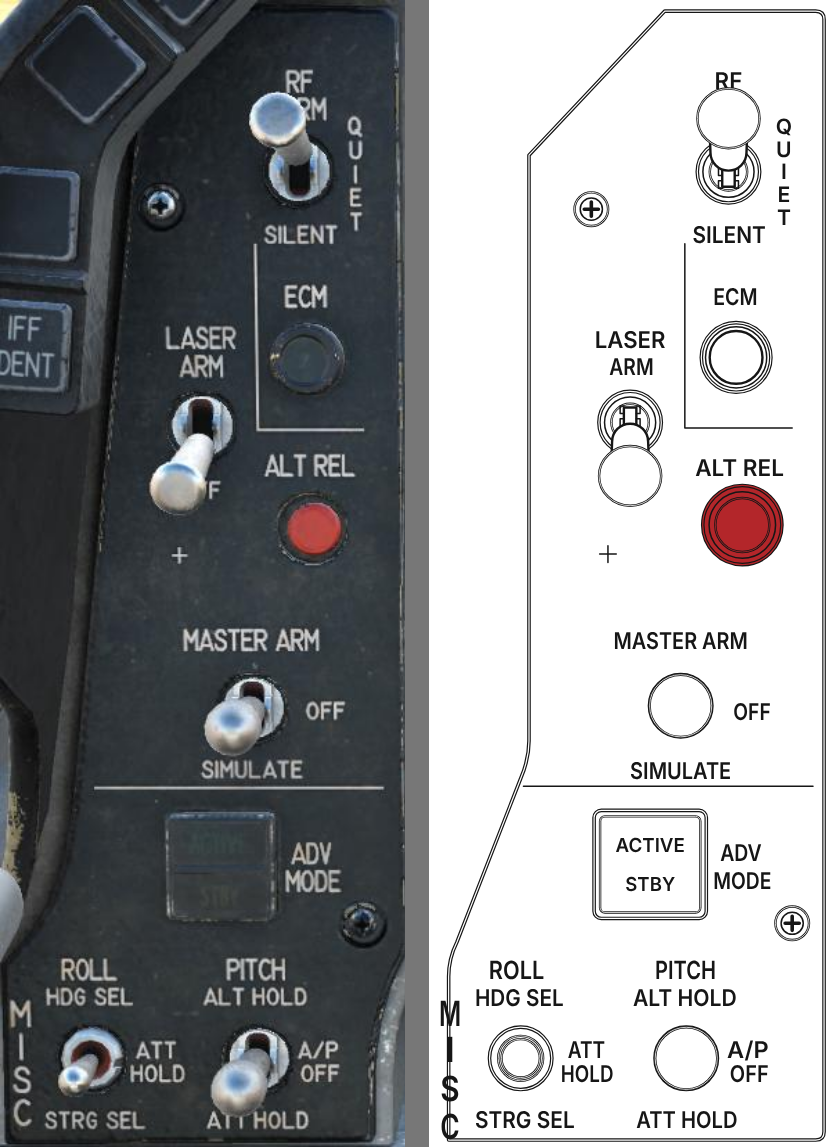 IFF
DENT
RF
RM
QUIET
SILENT
ECM
LASER
ARM
F
ALT REL
+
MASTER ARM
OFF
SIMULATE
ACTIVE
STBY
ADV
MODE
MISC
ROLL
HDG SEL
ATT
HOLD
STRG SEL
PITCH
ALT HOLD
A/P
OFF
ATT HOLD
RF
QUIET
SILENT
ECM
LASER
ARM
ALT REL
+
MASTER ARM
OFF
SIMULATE
ACTIVE
STBY
ADV
MODE
MISC
ROLL
HDG SEL
ATT
HOLD
STRG SEL
PITCH
ALT HOLD
A/P
OFF
ATT HOLD